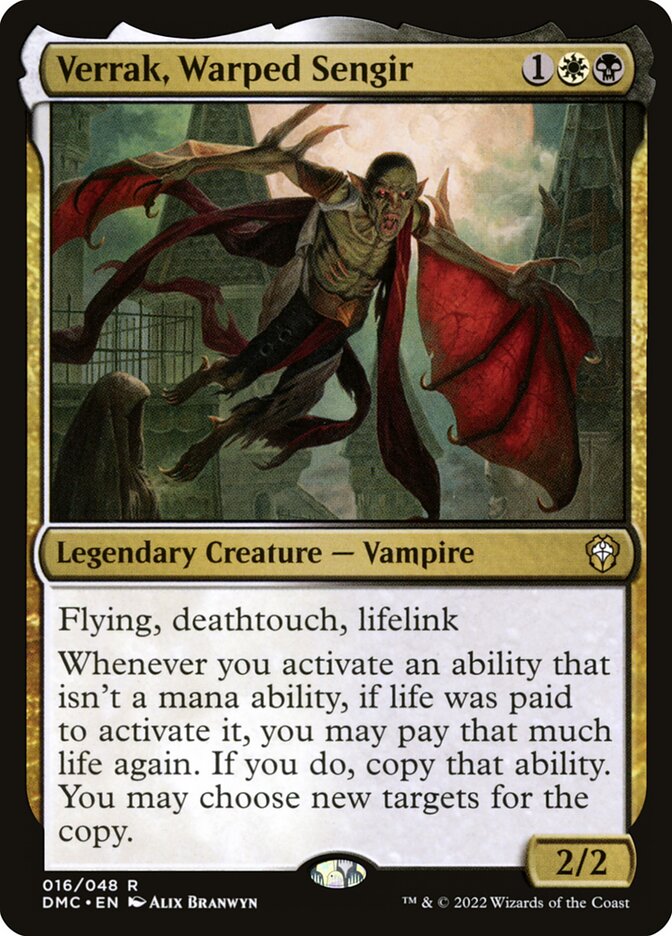 Verrak, Warped Sengir 1
Legendary Creature — Vampire
Flying, deathtouch, lifelink
Whenever you activate an ability that
isn't a mana ability, if life was paid
to activate it, you may pay that much
life again. If you do, copy that ability.
You may choose new targets for the
copy.
2/2
016/048 R
DMC • EN Alix Branwyn
™ & © 2022 Wizards of the Coast